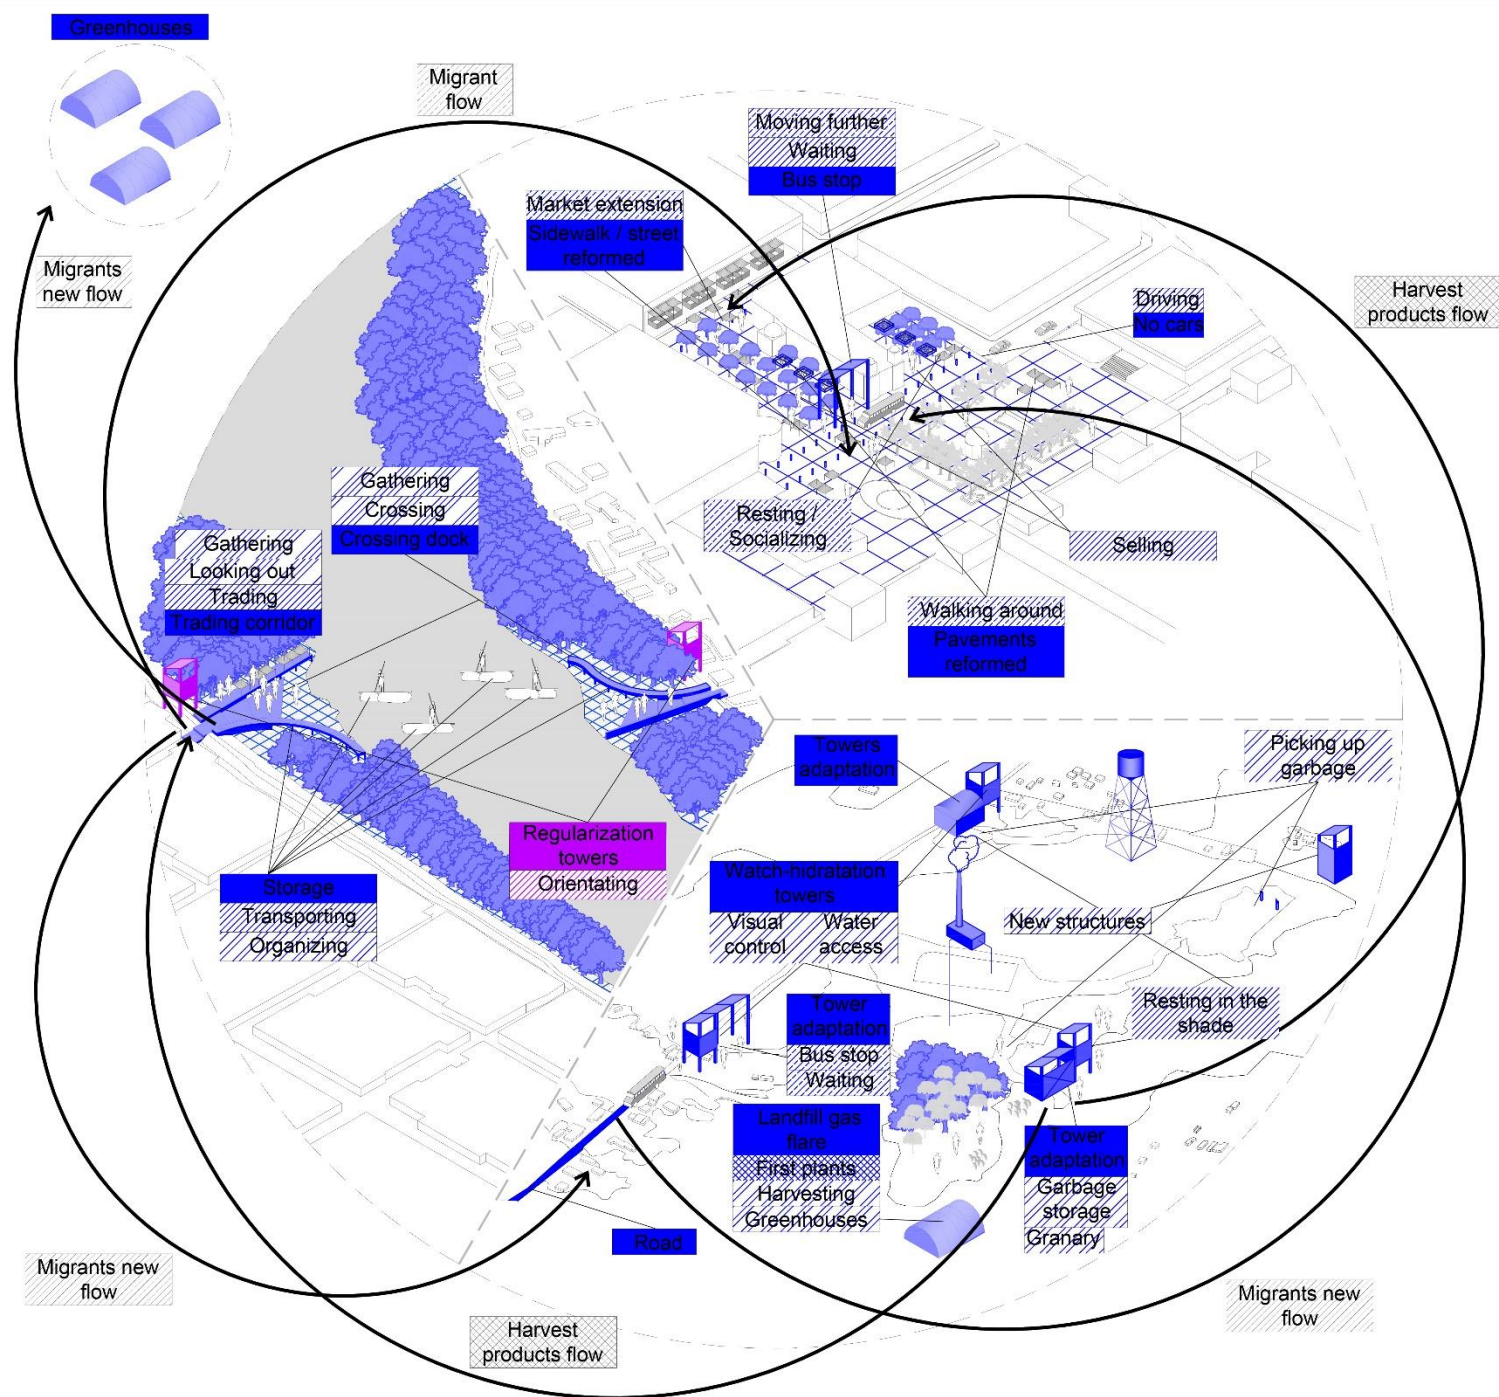 Greenhouses
Migrant
flow
Moving further
Waiting
Bus stop
Market extension
Sidewalk / street
reformed
Migrants
new flow
Driving
No cars
Harvest
products flow
Gathering
Crossing
Crossing dock
Gathering
Looking out
Trading
Trading corridor
Resting /
Socializing
Selling
Walking around
Pavements
reformed
Towers
adaptation
Picking up
garbage
Regularization
towers
Orientating
Storage
Transporting
Organizing
Watch-hidratation
towers
Visual
control
Water
access
New structures
Tower
adaptation
Bus stop
Waiting
Resting in the
shade
Landfill gas
flare
First plants
Harvesting
Greenhouses
Tower
adaptation
Garbage
storage
Granary
Road
Migrants new
flow
Harvest
products flow
Migrants new
flow